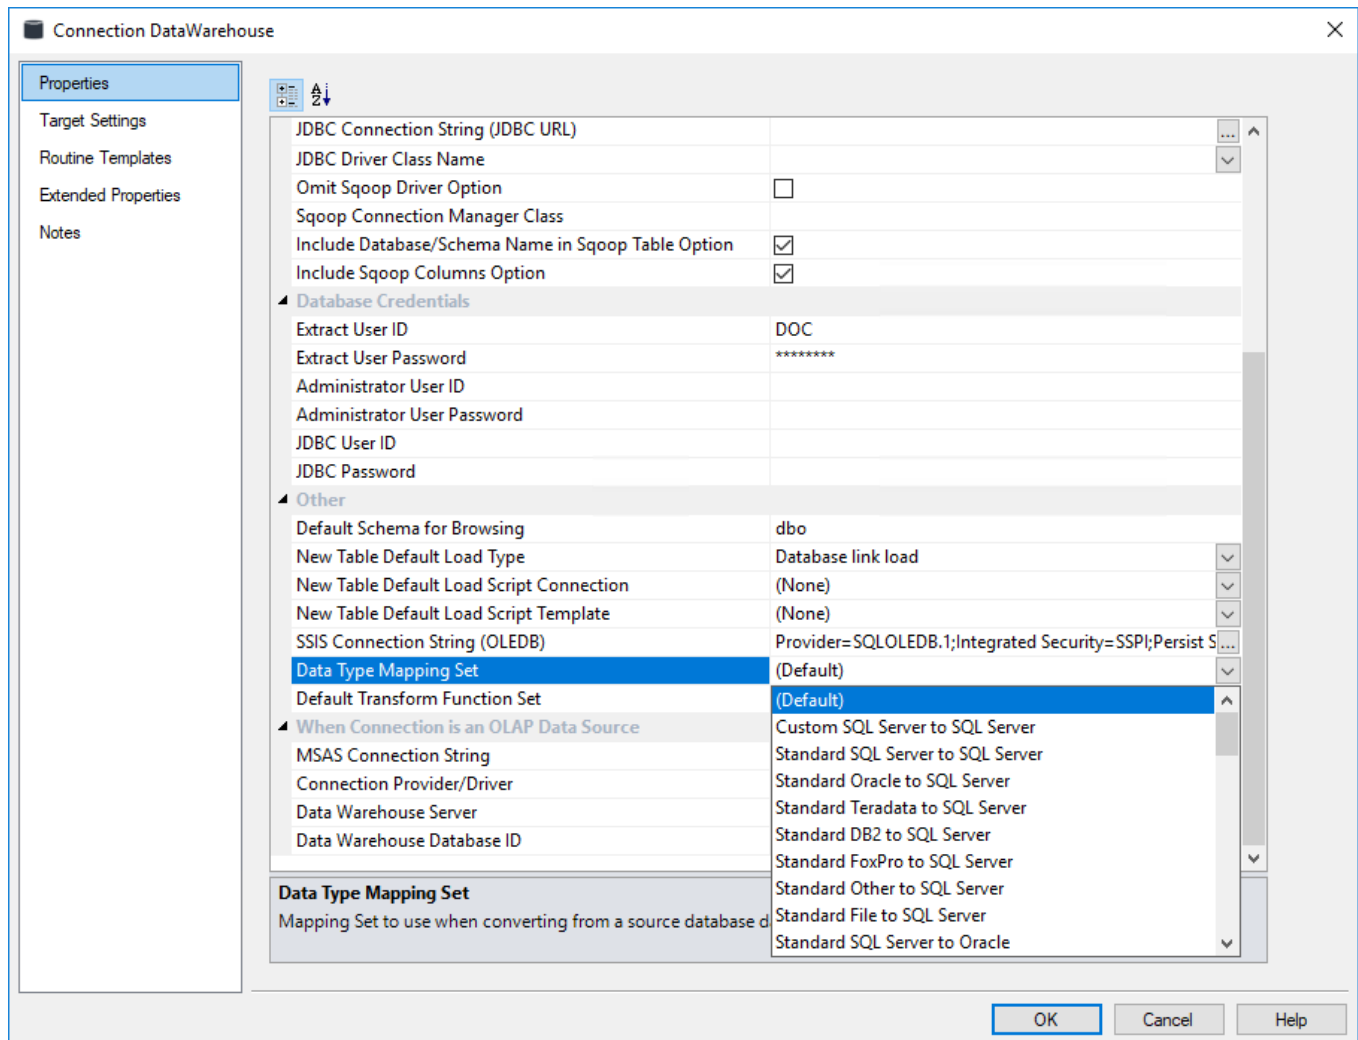 Connection DataWarehouse
Properties
Target Settings
Routine Templates
Extended Properties
Notes
JDBC Connection String (JDBC URL) ...
JDBC Driver Class Name
Omit Sqoop Driver Option
Sqoop Connection Manager Class
Include Database/Schema Name in Sqoop Table Option
Include Sqoop Columns Option
Database Credentials
Extract User ID DOC
Extract User Password ********
Administrator User ID
Administrator User Password
JDBC User ID
JDBC Password
Other
Default Schema for Browsing dbo
New Table Default Load Type Database link load
New Table Default Load Script Connection (None)
New Table Default Load Script Template (None)
SSIS Connection String (OLEDB) Provider=SQLOLEDB.1;Integrated Security=SSPI;Persist S...
Data Type Mapping Set (Default)
Default Transform Function Set
When Connection is an OLAP Data Source
MSAS Connection String
Connection Provider/Driver
Data Warehouse Server
Data Warehouse Database ID
(Default)
Custom SQL Server to SQL Server
Standard SQL Server to SQL Server
Standard Oracle to SQL Server
Standard Teradata to SQL Server
Standard DB2 to SQL Server
Standard FoxPro to SQL Server
Standard Other to SQL Server
Standard File to SQL Server
Standard SQL Server to Oracle
Data Type Mapping Set
Mapping Set to use when converting from a source database d
OK Cancel Help